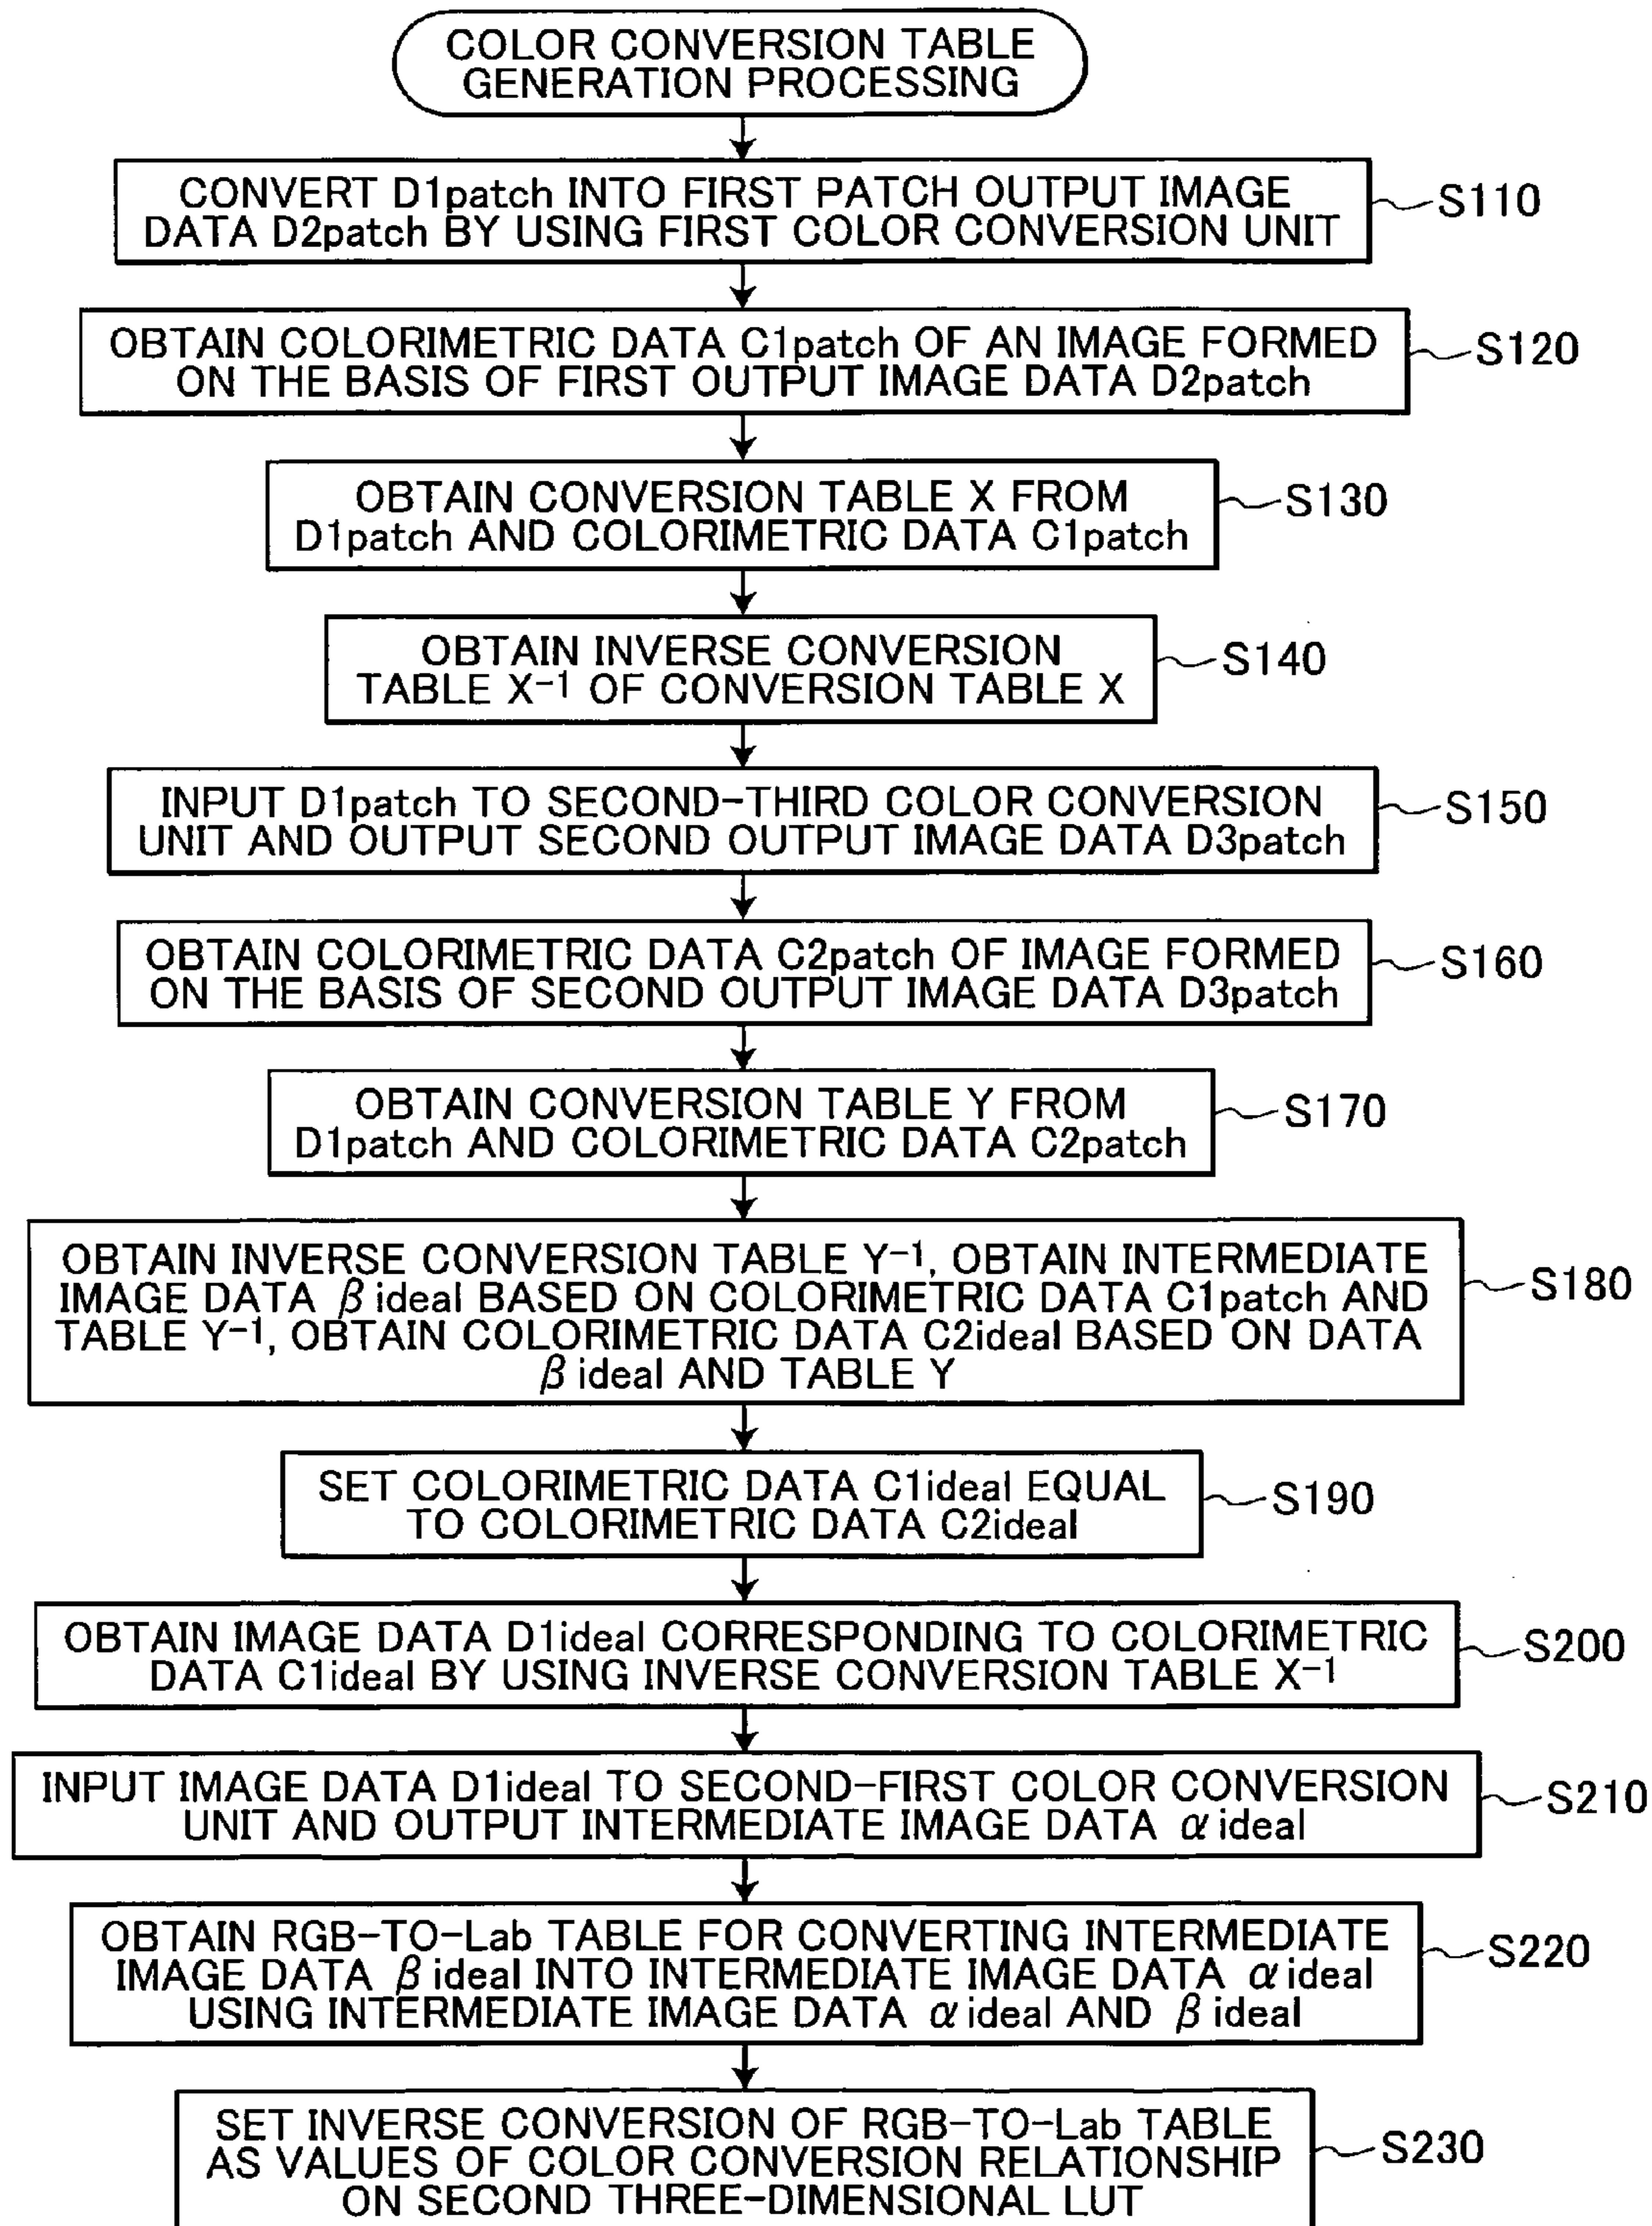 COLOR CONVERSION TABLE
GENERATION PROCESSING
CONVERT D1patch INTO FIRST PATCH OUTPUT IMAGE
DATA D2patch BY USING FIRST COLOR CONVERSION UNIT
S110
OBTAIN COLORIMETRIC DATA C1patch OF AN IMAGE FORMED
ON THE BASIS OF FIRST OUTPUT IMAGE DATA D2patch
S120
OBTAIN CONVERSION TABLE X FROM
D1patch AND COLORIMETRIC DATA C1patch
S130
OBTAIN INVERSE CONVERSION
TABLE X⁻¹ OF CONVERSION TABLE X
S140
INPUT D1patch TO SECOND-THIRD COLOR CONVERSION
UNIT AND OUTPUT SECOND OUTPUT IMAGE DATA D3patch
S150
OBTAIN COLORIMETRIC DATA C2patch OF IMAGE FORMED
ON THE BASIS OF SECOND OUTPUT IMAGE DATA D3patch
S160
OBTAIN CONVERSION TABLE Y FROM
D1patch AND COLORIMETRIC DATA C2patch
S170
OBTAIN INVERSE CONVERSION TABLE Y⁻¹, OBTAIN INTERMEDIATE
IMAGE DATA β ideal BASED ON COLORIMETRIC DATA C1patch AND
TABLE Y⁻¹, OBTAIN COLORIMETRIC DATA C2ideal BASED ON DATA
β ideal AND TABLE Y
S180
SET COLORIMETRIC DATA C1ideal EQUAL
TO COLORIMETRIC DATA C2ideal
S190
OBTAIN IMAGE DATA D1ideal CORRESPONDING TO COLORIMETRIC
DATA C1ideal BY USING INVERSE CONVERSION TABLE X⁻¹
S200
INPUT IMAGE DATA D1ideal TO SECOND-FIRST COLOR CONVERSION
UNIT AND OUTPUT INTERMEDIATE IMAGE DATA α ideal
S210
OBTAIN RGB-TO-Lab TABLE FOR CONVERTING INTERMEDIATE
IMAGE DATA β ideal INTO INTERMEDIATE IMAGE DATA α ideal
USING INTERMEDIATE IMAGE DATA α ideal AND β ideal
S220
SET INVERSE CONVERSION OF RGB-TO-Lab TABLE
AS VALUES OF COLOR CONVERSION RELATIONSHIP
ON SECOND THREE-DIMENSIONAL LUT
S230